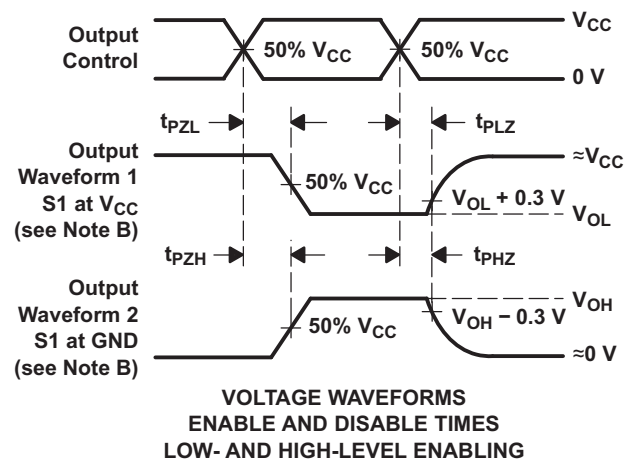 Output
Control
50% VCC
50% VCC
VCC
0 V
tPZL
tPLZ
Output
Waveform 1
S1 at VCC
(see Note B)
50% VCC
VOL + 0.3 V
≈VCC
VOL
tPZH
tPHZ
Output
Waveform 2
S1 at GND
(see Note B)
50% VCC
VOH − 0.3 V
VOH
≈0 V
VOLTAGE WAVEFORMS
ENABLE AND DISABLE TIMES
LOW- AND HIGH-LEVEL ENABLING